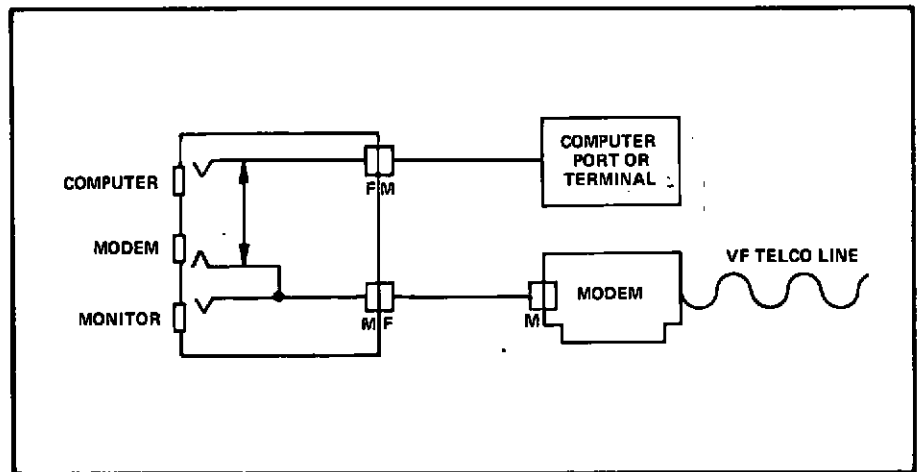 COMPUTER
MODEM
MONITOR
F M
M F
COMPUTER
PORT OR
TERMINAL
M
MODEM
VF TELCO LINE